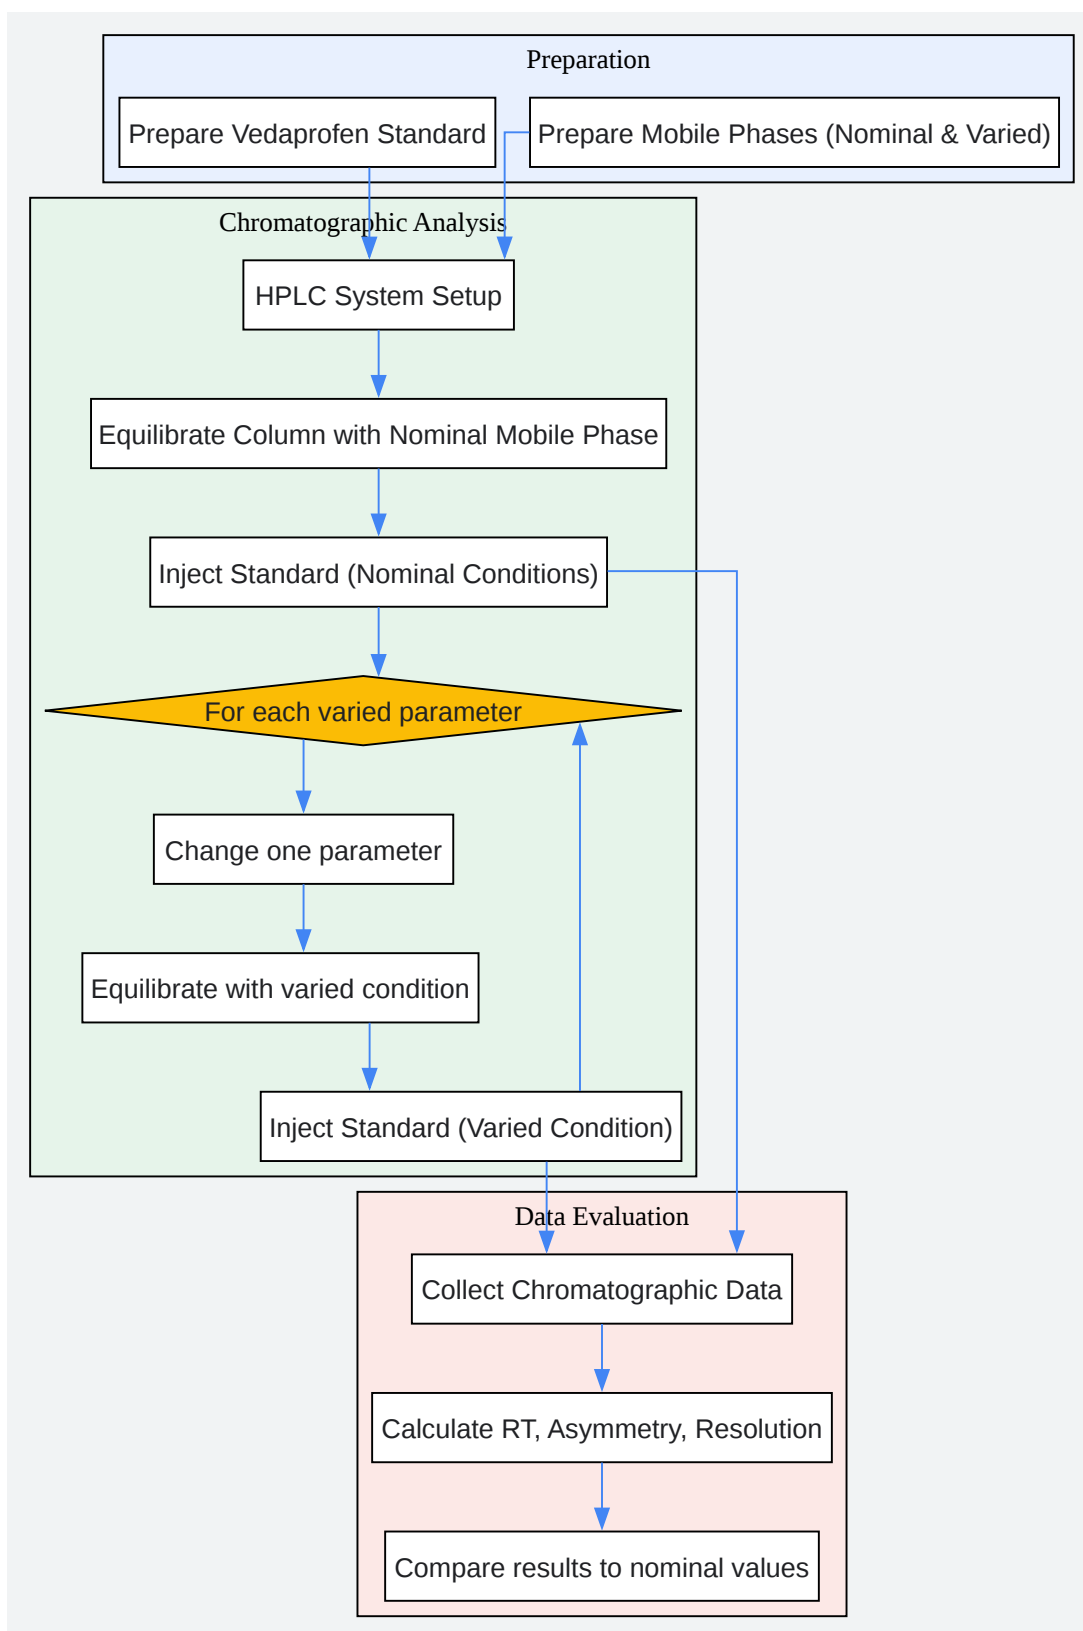 Preparation
Prepare Vedaprofen Standard
Prepare Mobile Phases (Nominal & Varied)
Chromatographic Analysis
HPLC System Setup
Equilibrate Column with Nominal Mobile Phase
Inject Standard (Nominal Conditions)
For each varied parameter
Change one parameter
Equilibrate with varied condition
Inject Standard (Varied Condition)
Data Evaluation
Collect Chromatographic Data
Calculate RT, Asymmetry, Resolution
Compare results to nominal values